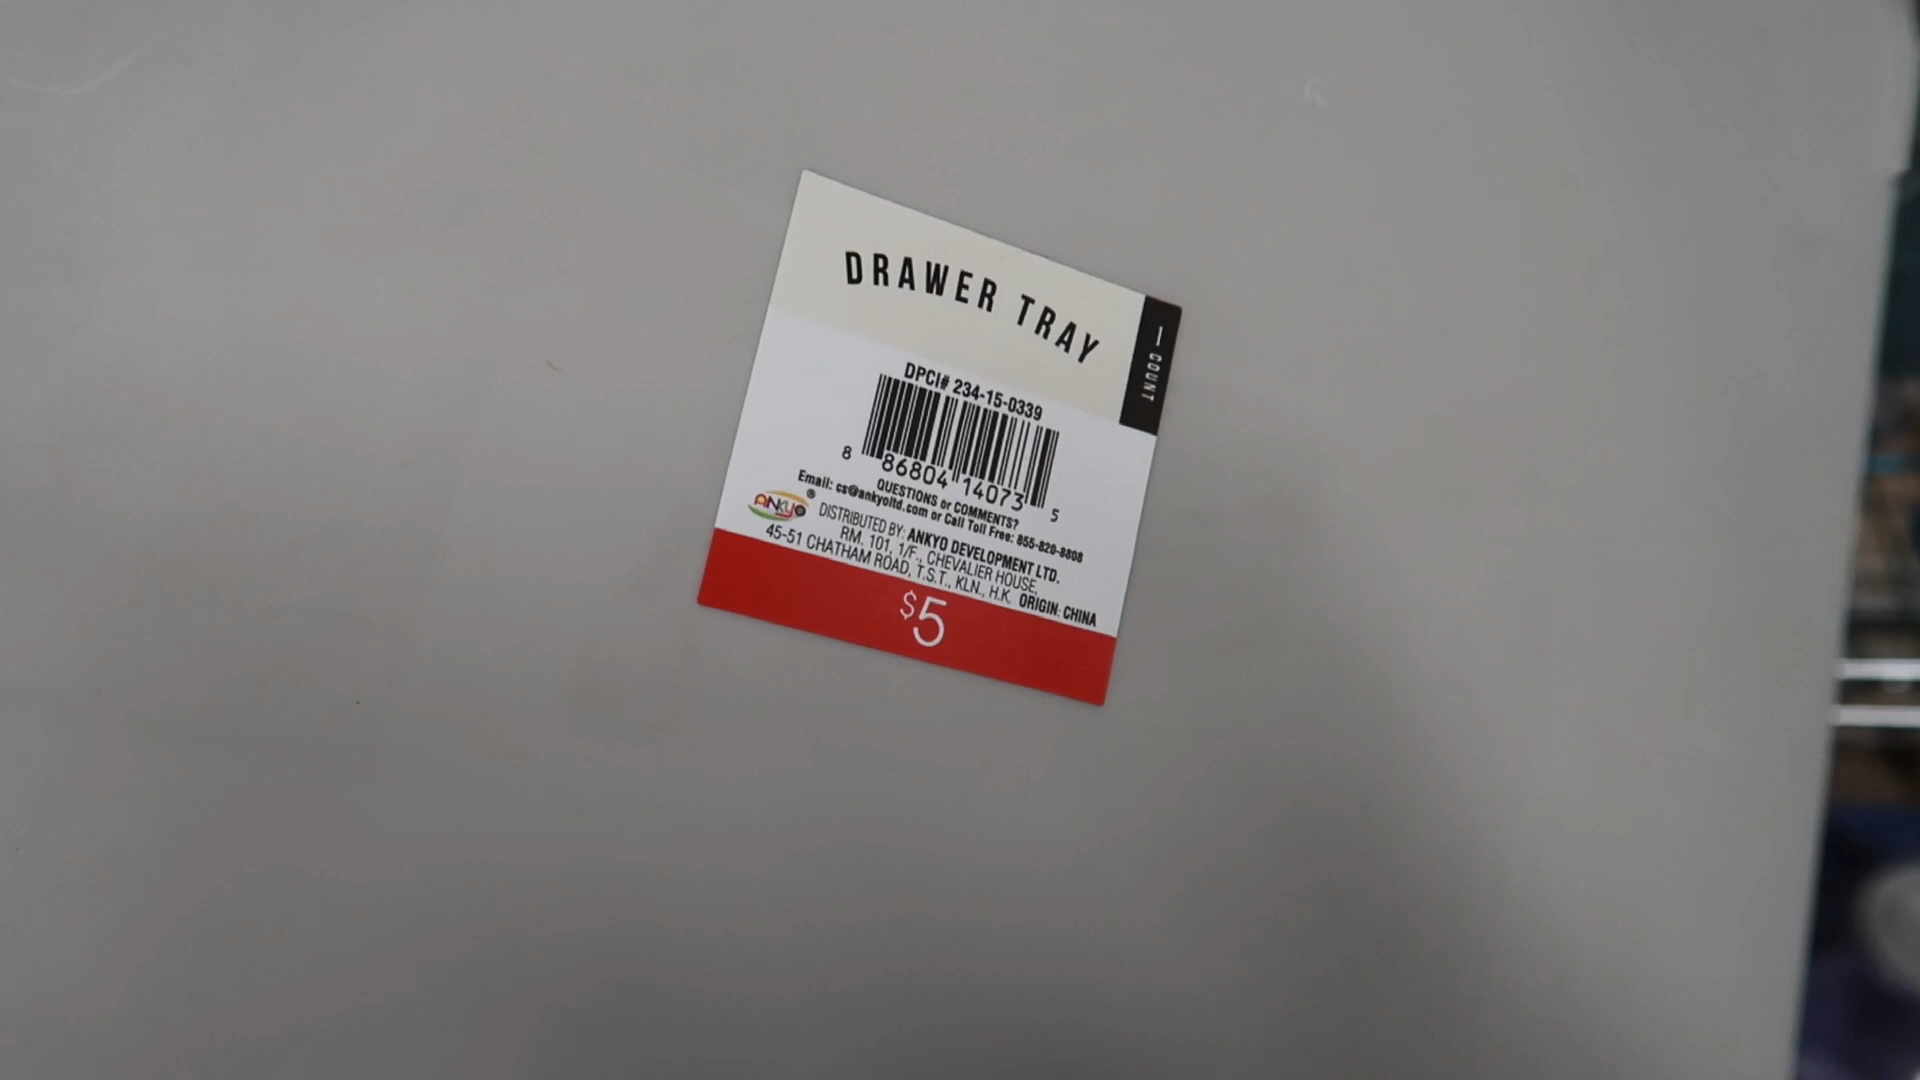 DRAWER TRAY
1 COUNT
DPCI# 234-15-0339
8 86804 14073 5
QUESTIONS or COMMENTS?
Email: cs@ankyoltd.com or Call Toll Free: 855-820-8808
ANKYO®
DISTRIBUTED BY: ANKYO DEVELOPMENT LTD.
RM. 101, 1/F., CHEVALIER HOUSE,
45-51 CHATHAM ROAD, T.S.T., KLN., H.K. ORIGIN: CHINA
$5